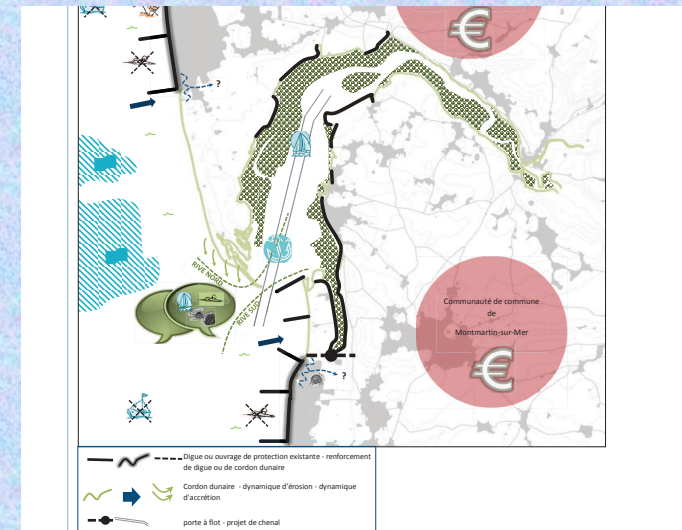 €
?
RIVE NORD
RIVE SUD
Communauté de commune
de
Montmartin-sur-Mer
€
?
Digue ou ouvrage de protection existante - renforcement
de digue ou de cordon dunaire
Cordon dunaire - dynamique d'érosion - dynamique
d'accrétion
porte à flot - projet de chenal